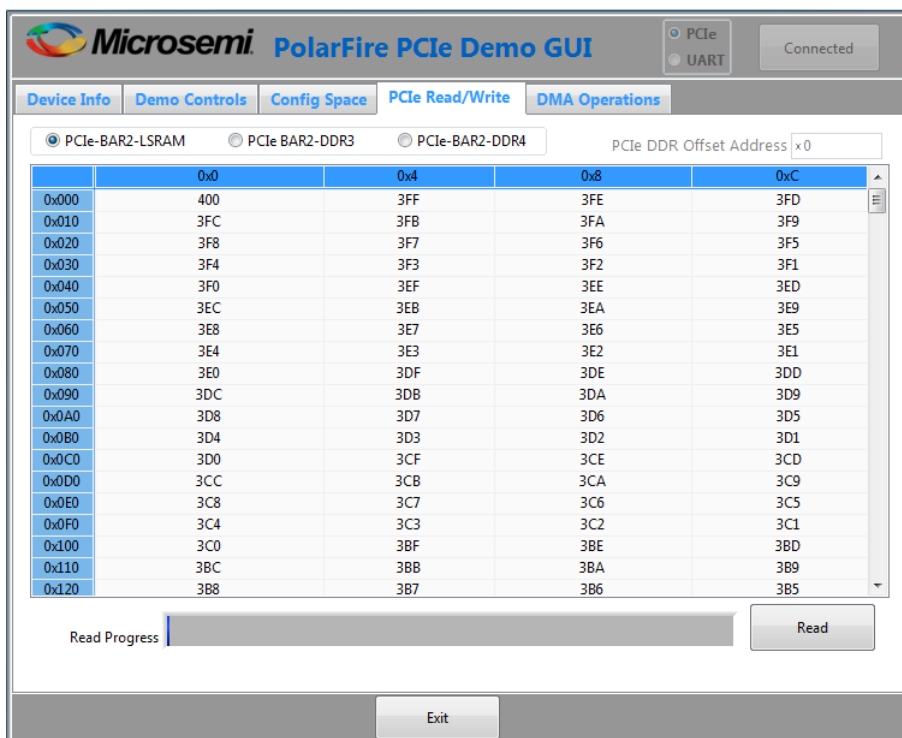 Microsemi. PolarFire PCIe Demo GUI PCIe UART Connected
Device Info Demo Controls Config Space PCIe Read/Write DMA Operations
PCIe-BAR2-LSRAM PCIe BAR2-DDR3 PCIe-BAR2-DDR4 PCIe DDR Offset Address x 0
0x0 0x4 0x8 0xC
0x000 400 3FF 3FE 3FD
0x010 3FC 3FB 3FA 3F9
0x020 3F8 3F7 3F6 3F5
0x030 3F4 3F3 3F2 3F1
0x040 3F0 3EF 3EE 3ED
0x050 3EC 3EB 3EA 3E9
0x060 3E8 3E7 3E6 3E5
0x070 3E4 3E3 3E2 3E1
0x080 3E0 3DF 3DE 3DD
0x090 3DC 3DB 3DA 3D9
0x0A0 3D8 3D7 3D6 3D5
0x0B0 3D4 3D3 3D2 3D1
0x0C0 3D0 3CF 3CE 3CD
0x0D0 3CC 3CB 3CA 3C9
0x0E0 3C8 3C7 3C6 3C5
0x0F0 3C4 3C3 3C2 3C1
0x100 3C0 3BF 3BE 3BD
0x110 3BC 3BB 3BA 3B9
0x120 3B8 3B7 3B6 3B5
Read Progress Read
Exit